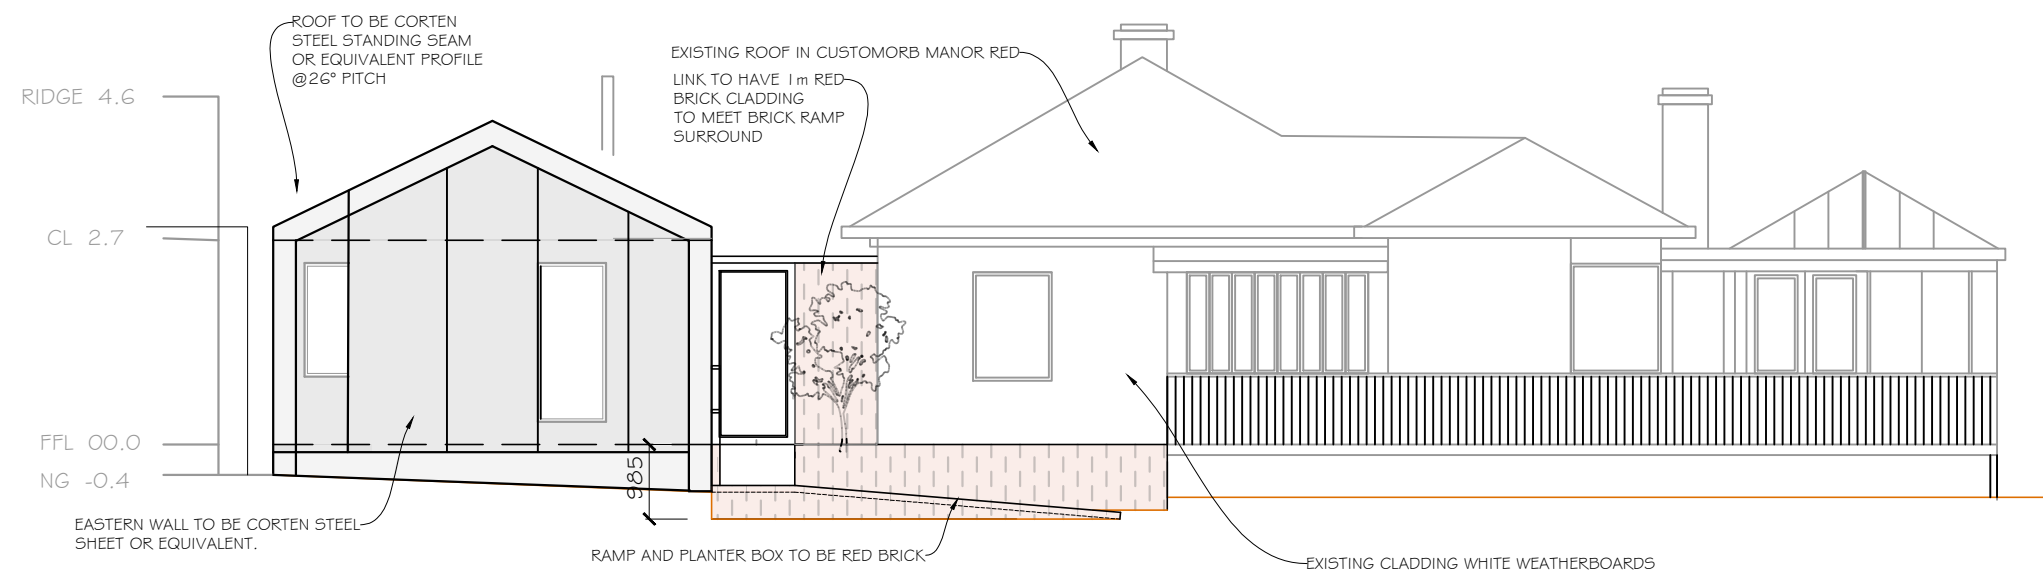 ROOF TO BE CORTEN
STEEL STANDING SEAM
OR EQUIVALENT PROFILE
@26° PITCH
EXISTING ROOF IN CUSTOMORB MANOR RED
LINK TO HAVE 1m RED
BRICK CLADDING
TO MEET BRICK RAMP
SURROUND
RIDGE 4.6
CL 2.7
FFL 00.0
NG -0.4
985
EASTERN WALL TO BE CORTEN STEEL
SHEET OR EQUIVALENT.
RAMP AND PLANTER BOX TO BE RED BRICK
EXISTING CLADDING WHITE WEATHERBOARDS